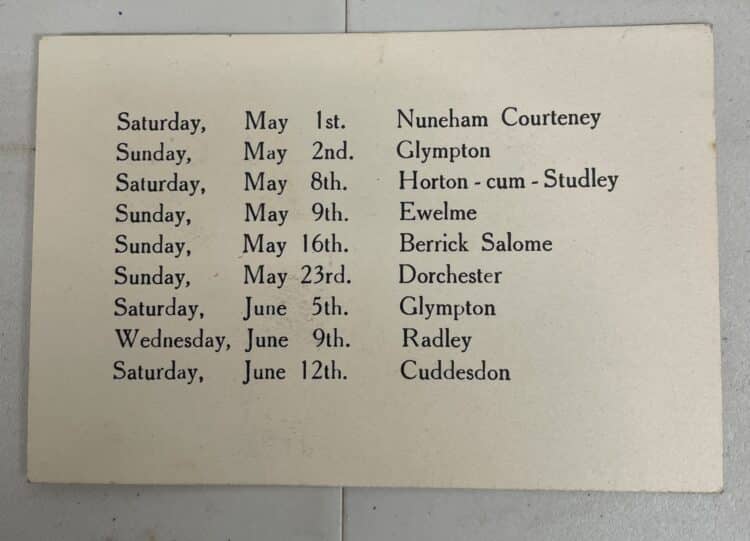 Saturday, May 1st. Nuneham Courteney
Sunday, May 2nd. Glympton
Saturday, May 8th. Horton - cum - Studley
Sunday, May 9th. Ewelme
Sunday, May 16th. Berrick Salome
Sunday, May 23rd. Dorchester
Saturday, June 5th. Glympton
Wednesday, June 9th. Radley
Saturday, June 12th. Cuddesdon